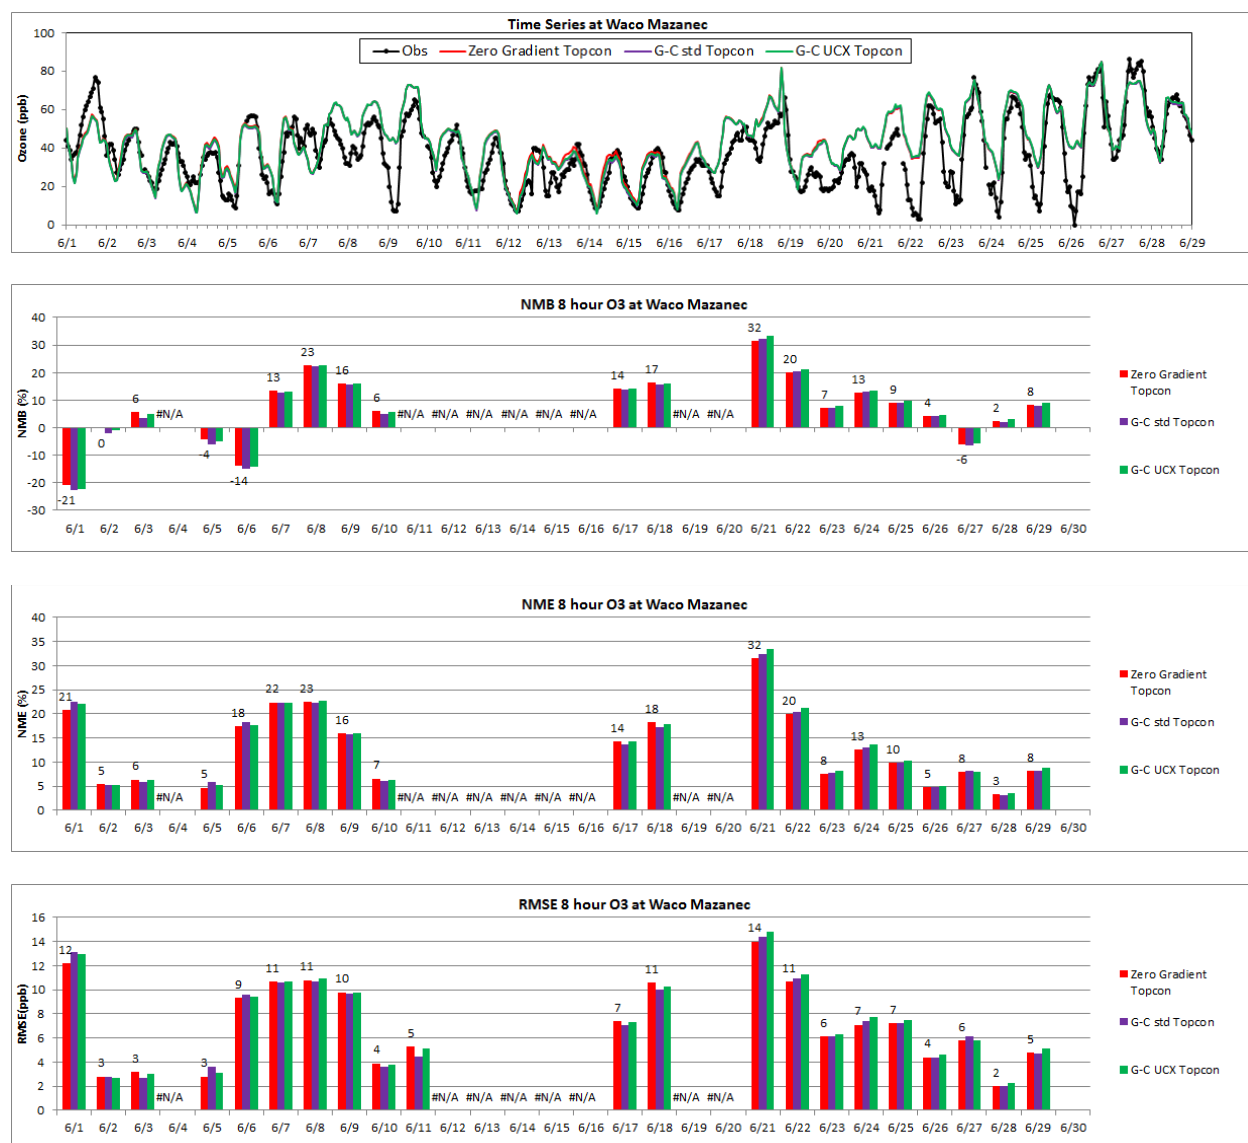 Time Series at Waco Mazanec
Obs Zero Gradient Topcon G-C std Topcon G-C UCX Topcon
Ozone (ppb)
100
80
60
40
20
0
6/1 6/2 6/3 6/4 6/5 6/6 6/7 6/8 6/9 6/10 6/11 6/12 6/13 6/14 6/15 6/16 6/17 6/18 6/19 6/20 6/21 6/22 6/23 6/24 6/25 6/26 6/27 6/28 6/29
NMB 8 hour O3 at Waco Mazanec
NMB (%)
40
30
20
10
0
-10
-20
-30
-21 0 6 #N/A -4 -14 13 23 16 6 #N/A #N/A #N/A #N/A #N/A #N/A 14 17 #N/A #N/A 32 20 7 13 9 4 -6 2 8
6/1 6/2 6/3 6/4 6/5 6/6 6/7 6/8 6/9 6/10 6/11 6/12 6/13 6/14 6/15 6/16 6/17 6/18 6/19 6/20 6/21 6/22 6/23 6/24 6/25 6/26 6/27 6/28 6/29 6/30
Zero Gradient
Topcon
G-C std Topcon
G-C UCX Topcon
NME 8 hour O3 at Waco Mazanec
NME (%)
40
35
30
25
20
15
10
5
0
21 5 6 #N/A 5 18 22 23 16 7 #N/A #N/A #N/A #N/A #N/A #N/A 14 18 #N/A #N/A 32 20 8 13 10 5 8 3 8
6/1 6/2 6/3 6/4 6/5 6/6 6/7 6/8 6/9 6/10 6/11 6/12 6/13 6/14 6/15 6/16 6/17 6/18 6/19 6/20 6/21 6/22 6/23 6/24 6/25 6/26 6/27 6/28 6/29 6/30
Zero Gradient
Topcon
G-C std Topcon
G-C UCX Topcon
RMSE 8 hour O3 at Waco Mazanec
RMSE(ppb)
16
14
12
10
8
6
4
2
0
12 3 3 #N/A 3 9 11 11 10 4 5 #N/A #N/A #N/A #N/A #N/A 7 11 #N/A #N/A 14 11 6 7 7 4 6 2 5
6/1 6/2 6/3 6/4 6/5 6/6 6/7 6/8 6/9 6/10 6/11 6/12 6/13 6/14 6/15 6/16 6/17 6/18 6/19 6/20 6/21 6/22 6/23 6/24 6/25 6/26 6/27 6/28 6/29 6/30
Zero Gradient
Topcon
G-C std Topcon
G-C UCX Topcon